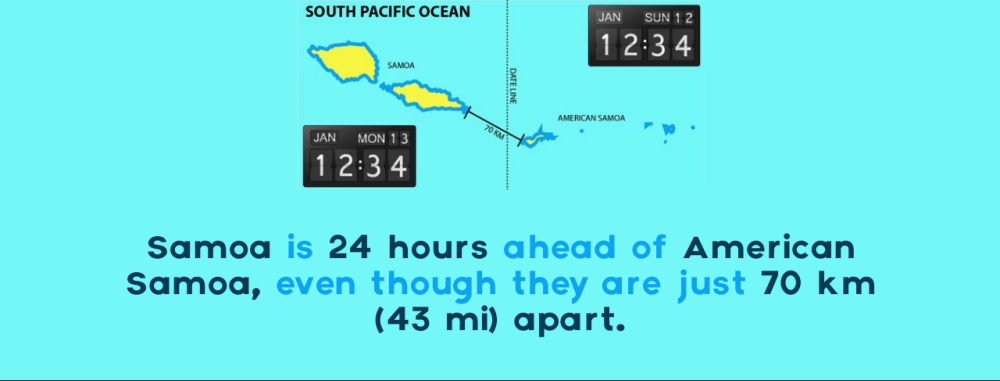 SOUTH PACIFIC OCEAN
JAN SUN 12
12:34
SAMOA
DATE LINE
AMERICAN SAMOA
70 KM
JAN MON 13
12:34
Samoa is 24 hours ahead of American
Samoa, even though they are just 70 km
(43 mi) apart.